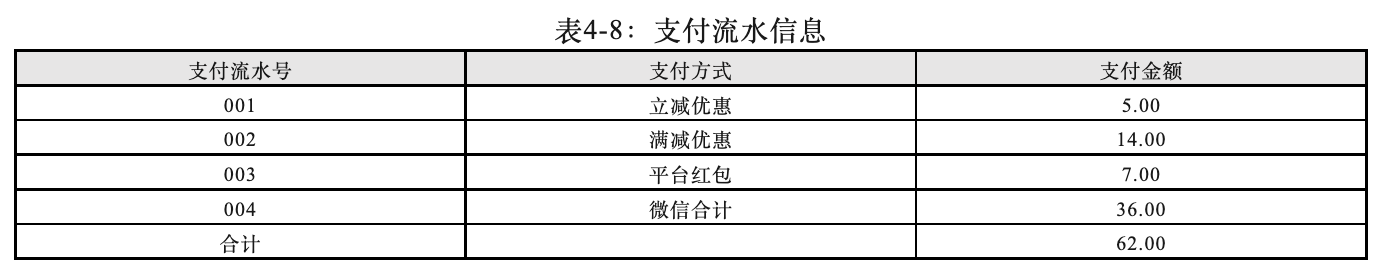 表4-8：支付流水信息
支付流水号 支付方式 支付金额
001 立减优惠 5.00
002 满减优惠 14.00
003 平台红包 7.00
004 微信合计 36.00
合计 62.00